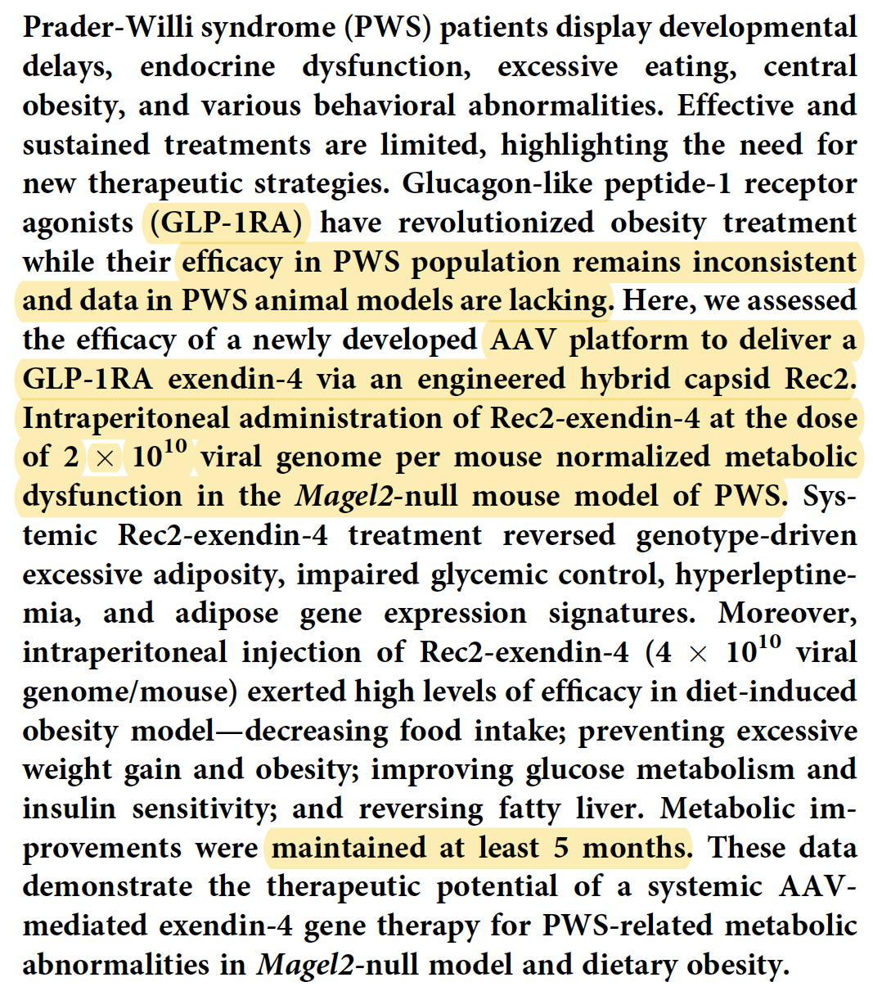 Prader-Willi syndrome (PWS) patients display developmental
delays, endocrine dysfunction, excessive eating, central
obesity, and various behavioral abnormalities. Effective and
sustained treatments are limited, highlighting the need for
new therapeutic strategies. Glucagon-like peptide-1 receptor
agonists (GLP-1RA) have revolutionized obesity treatment
while their efficacy in PWS population remains inconsistent
and data in PWS animal models are lacking. Here, we assessed
the efficacy of a newly developed AAV platform to deliver a
GLP-1RA exendin-4 via an engineered hybrid capsid Rec2.
Intraperitoneal administration of Rec2-exendin-4 at the dose
of 2 × 10¹⁰ viral genome per mouse normalized metabolic
dysfunction in the Magel2-null mouse model of PWS. Sys-
temic Rec2-exendin-4 treatment reversed genotype-driven
excessive adiposity, impaired glycemic control, hyperleptine-
mia, and adipose gene expression signatures. Moreover,
intraperitoneal injection of Rec2-exendin-4 (4 × 10¹⁰ viral
genome/mouse) exerted high levels of efficacy in diet-induced
obesity model—decreasing food intake; preventing excessive
weight gain and obesity; improving glucose metabolism and
insulin sensitivity; and reversing fatty liver. Metabolic im-
provements were maintained at least 5 months. These data
demonstrate the therapeutic potential of a systemic AAV-
mediated exendin-4 gene therapy for PWS-related metabolic
abnormalities in Magel2-null model and dietary obesity.